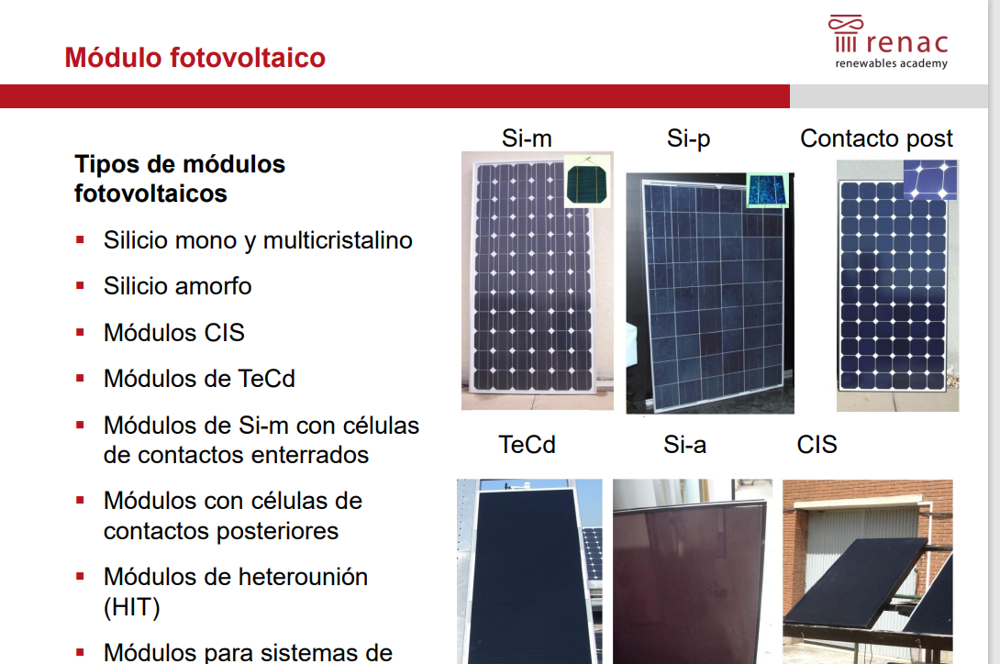 Módulo fotovoltaico
renac
renewables academy
Tipos de módulos
fotovoltaicos
Silicio mono y multicristalino
Silicio amorfo
Módulos CIS
Módulos de TeCd
Módulos de Si-m con células
de contactos enterrados
Módulos con células de
contactos posteriores
Módulos de heterounión
(HIT)
Módulos para sistemas de
Si-m
Si-p
Contacto post
TeCd
Si-a
CIS